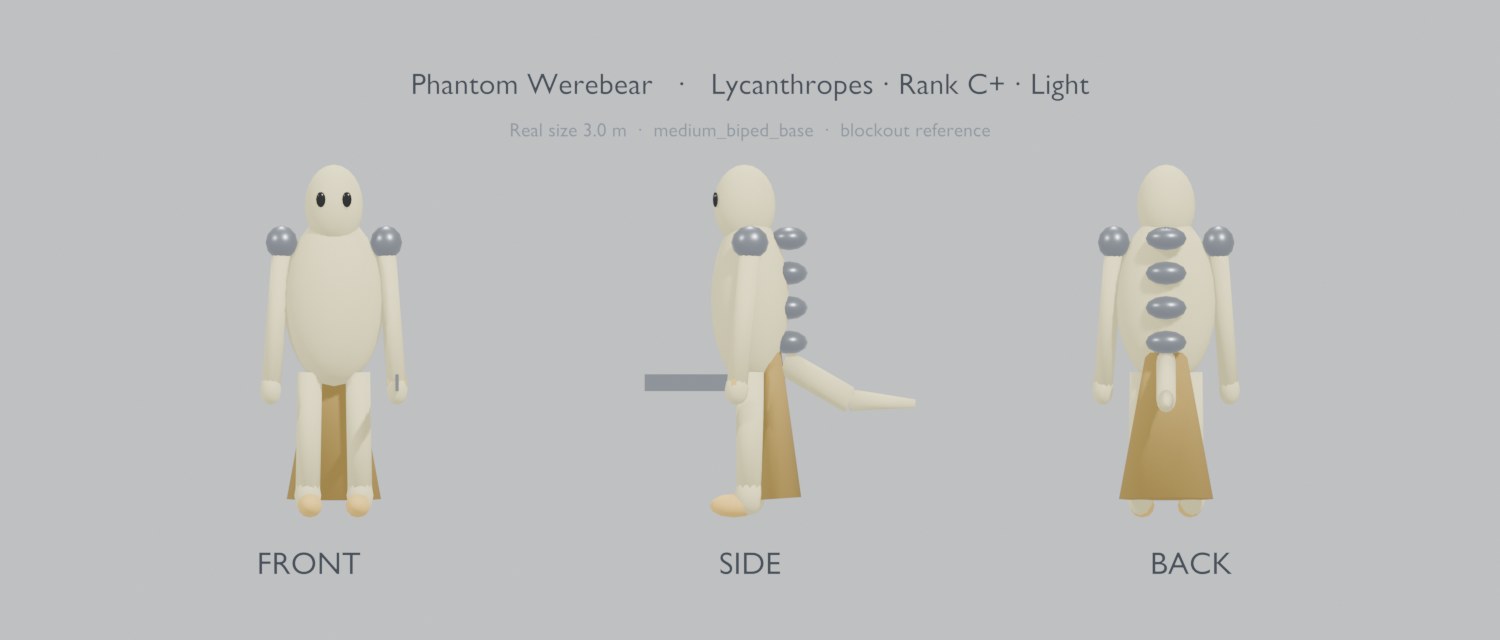 Phantom Werebear · Lycanthropes · Rank C+ · Light
Real size 3.0 m · medium_biped_base · blockout reference
FRONT SIDE BACK